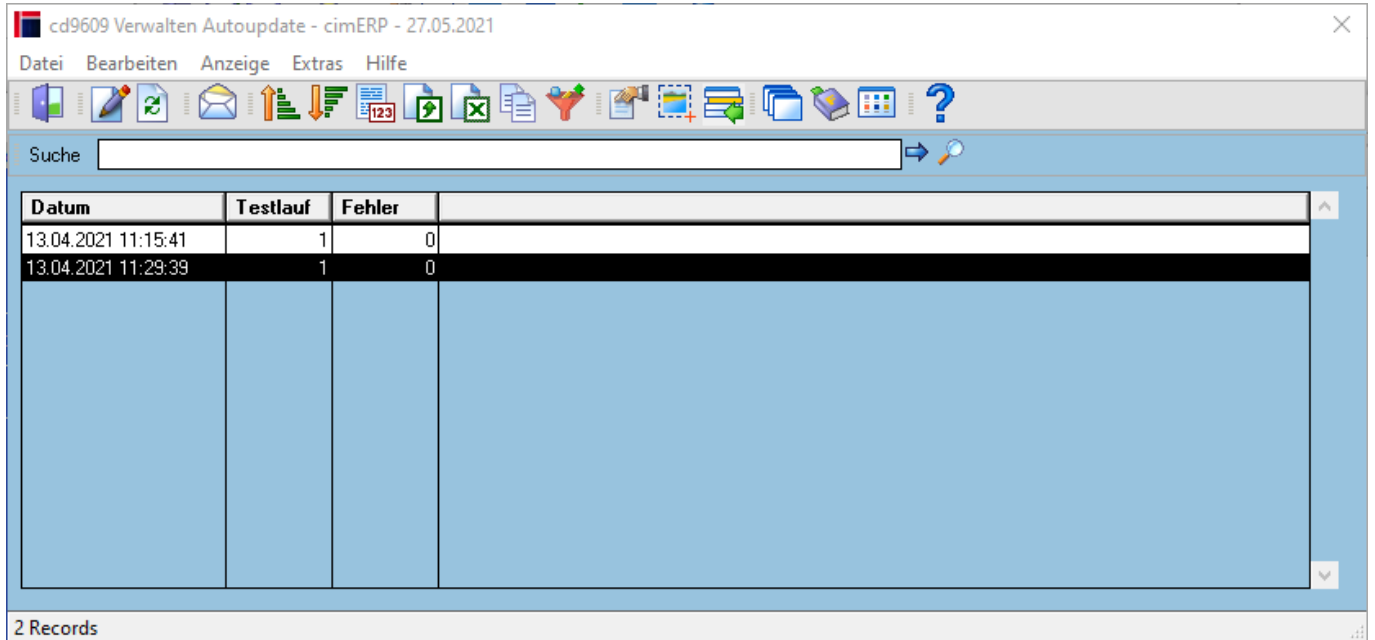 cd9609 Verwalten Autoupdate - cimERP - 27.05.2021
Datei Bearbeiten Anzeige Extras Hilfe
123
?
Suche
Datum Testlauf Fehler
13.04.2021 11:15:41 1 0
13.04.2021 11:29:39 1 0
2 Records